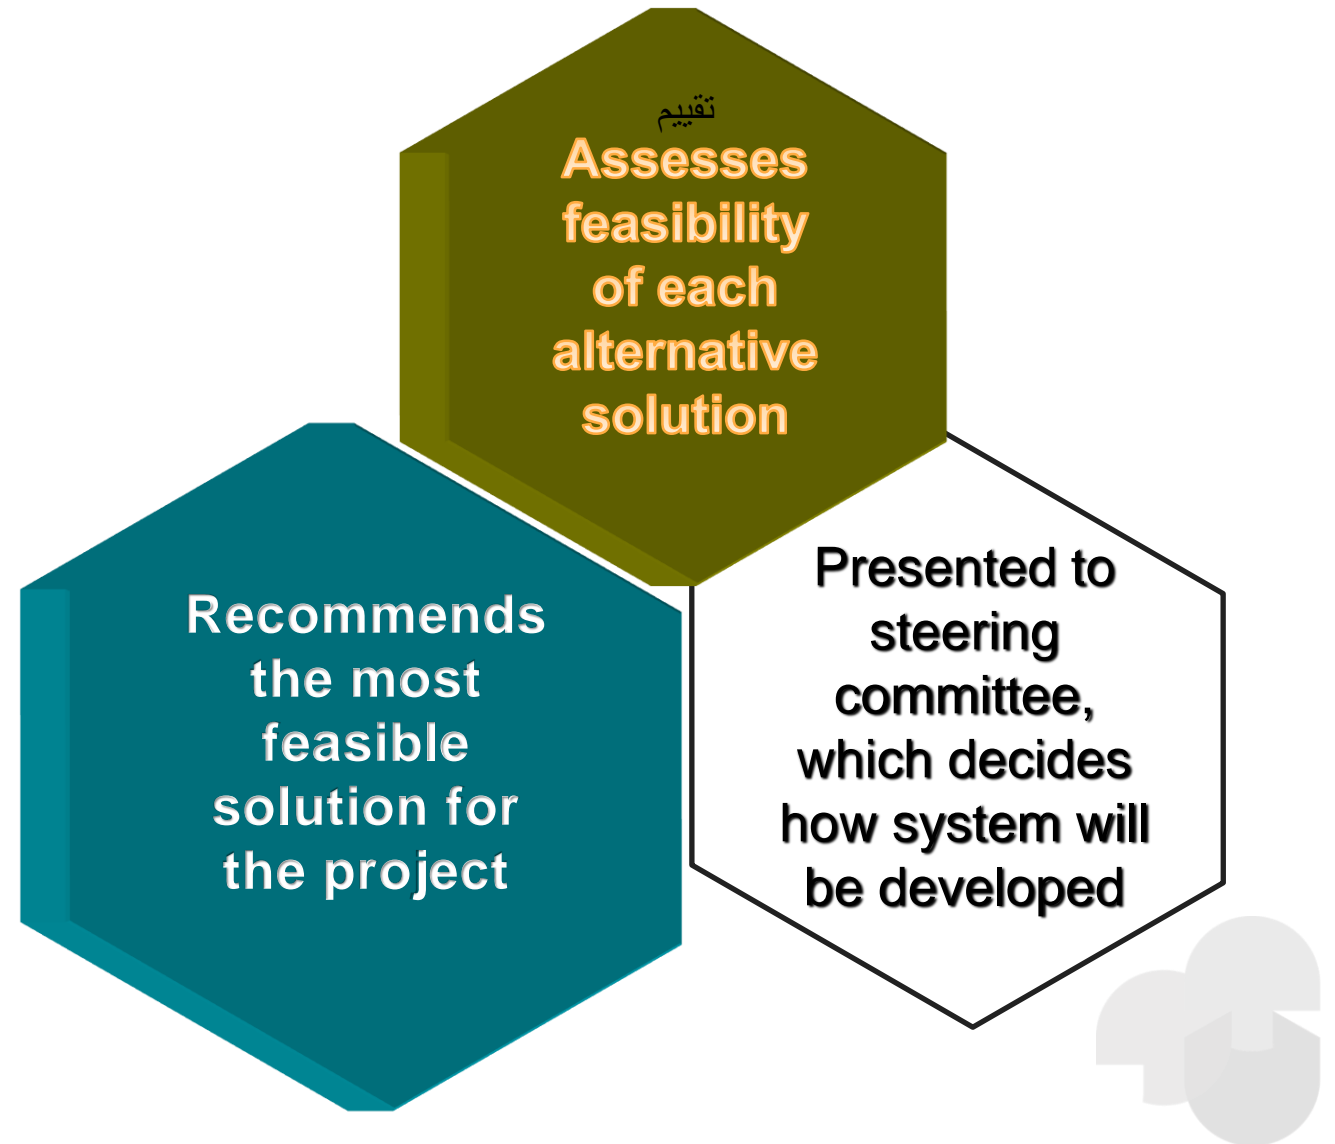 تقييم
Assesses
feasibility
of each
alternative
solution
Recommends
the most
feasible
solution for
the project
Presented to
steering
committee,
which decides
how system will
be developed